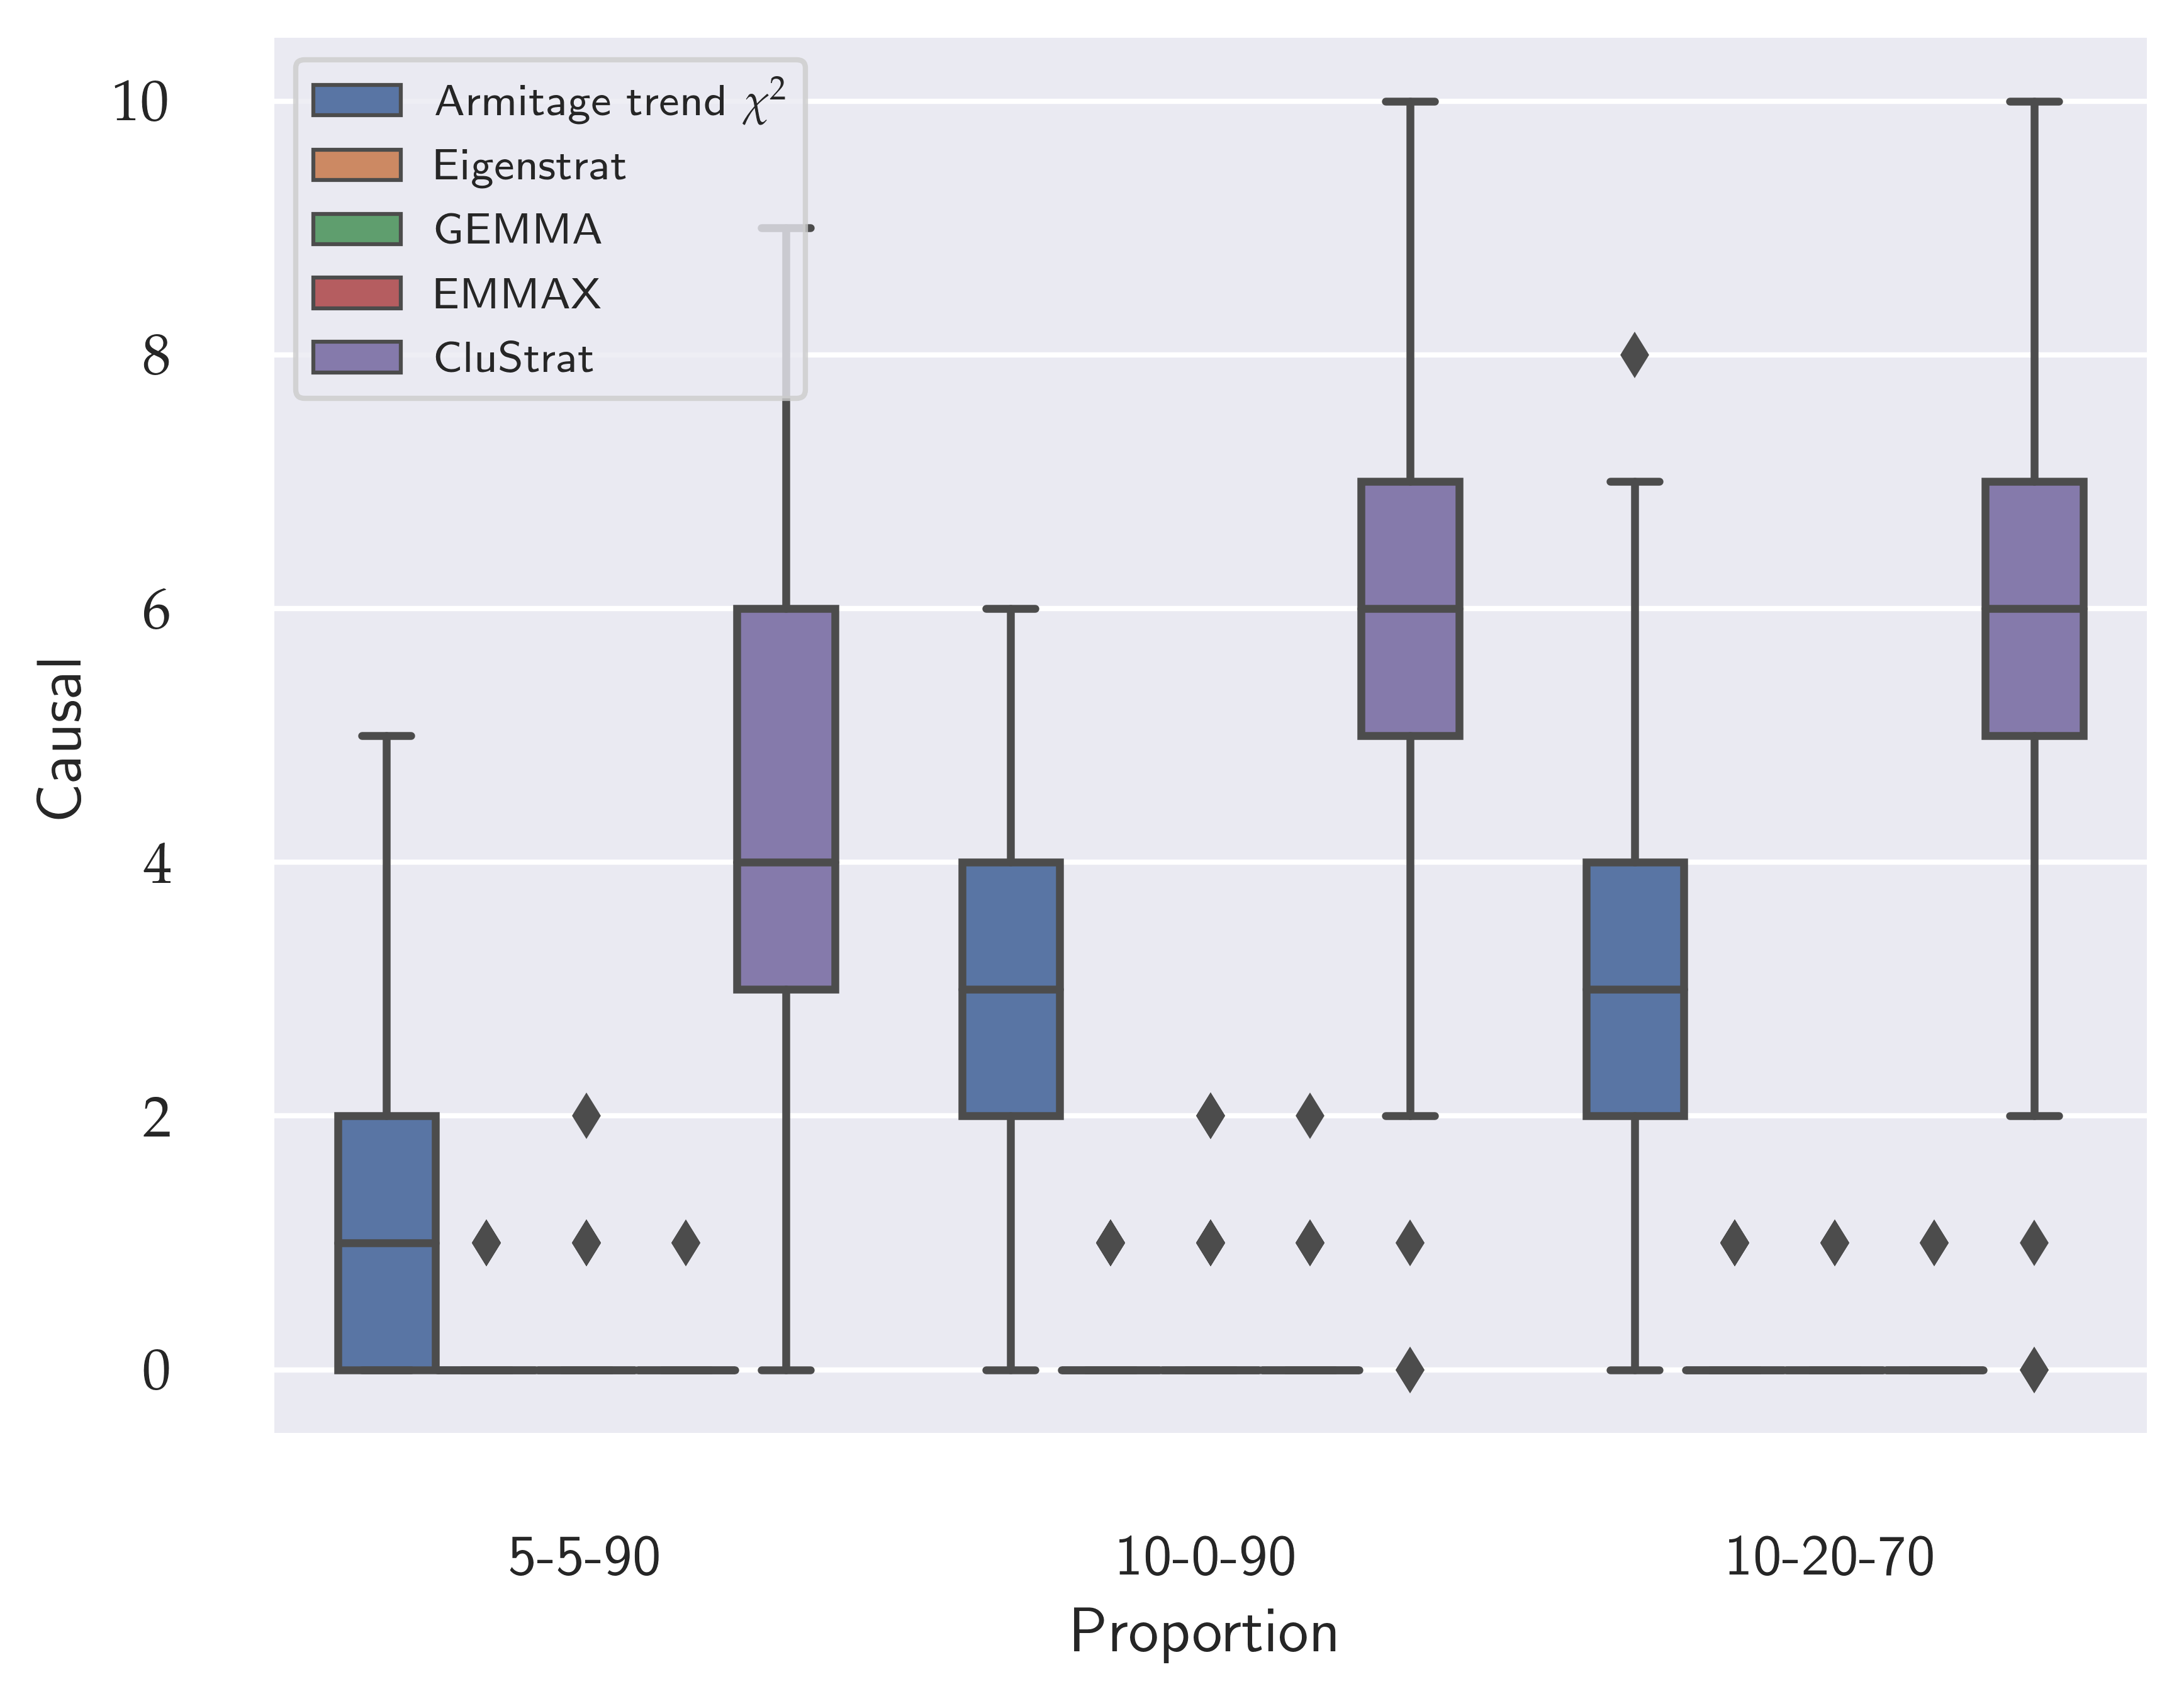 Armitage trend χ²
Eigenstrat
GEMMA
EMMAX
CluStrat
10
8
6
4
2
0
Causal
5-5-90 10-0-90 10-20-70
Proportion